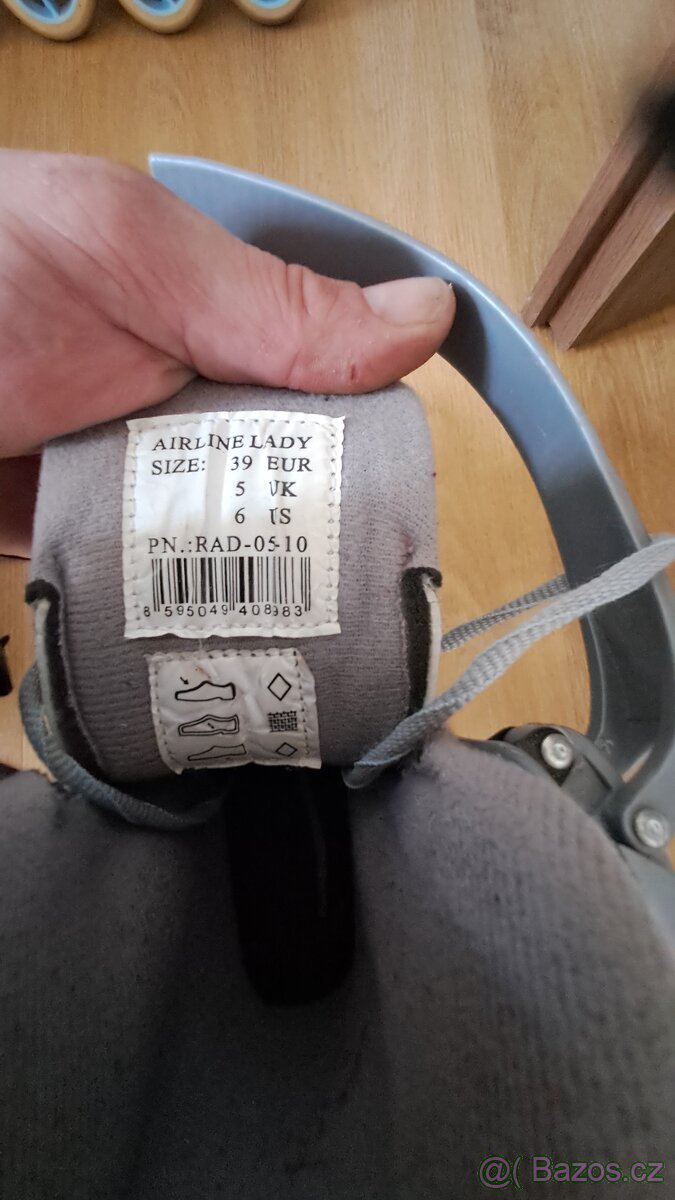 AIRLINE LADY
SIZE: 39 EUR
5 UK
6 US
PN.:RAD-05-10
8 595049 408983
@( Bazos.cz